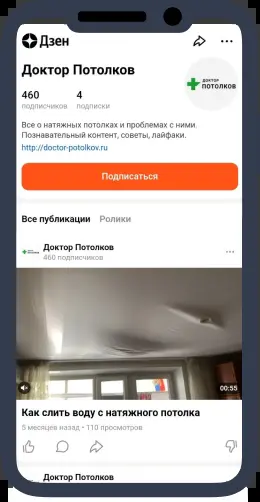 Дзен
Доктор Потолков
ДОКТОР
ПОТОЛКОВ
460
4
подписчиков
подписки
Все о натяжных потолках и проблемах с ними.
Познавательный контент, советы, лайфаки.
http://doctor-potolkov.ru
Подписаться
Все публикации
Ролики
Доктор Потолков
460 подписчиков
00:55
Как слить воду с натяжного потолка
5 месяцев назад • 110 просмотров
Доктор Потолков